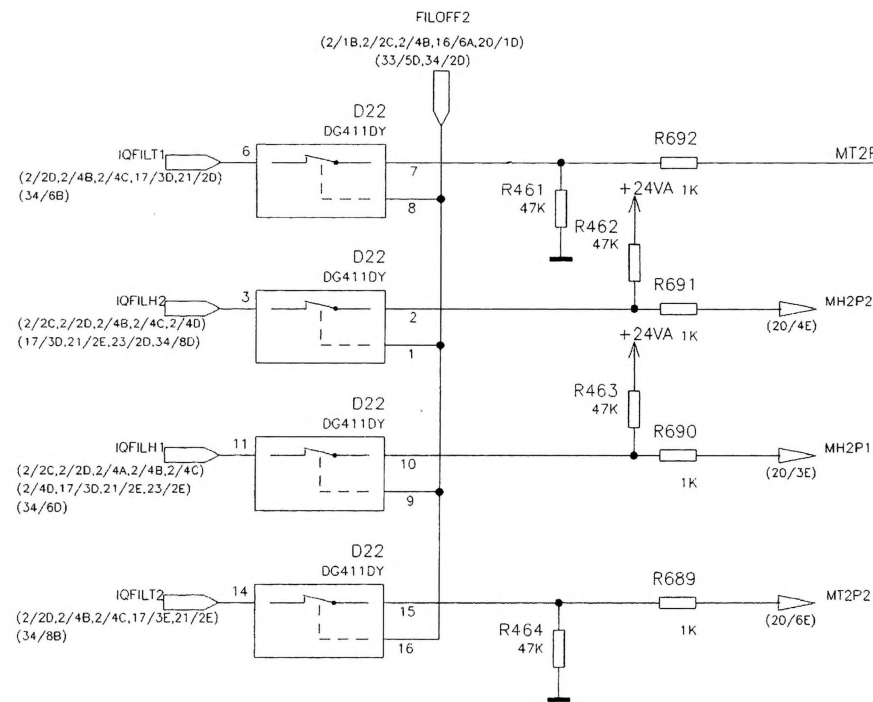 FILOFF2
(2/1B,2/2C,2/4B,16/6A,20/1D)
(33/5D,34/2D)
D22
DG411DY
IQFILT1
6
7
8
(2/2D,2/4B,2/4C,17/3D,21/2D)
(34/6B)
R692
1K
MT2P
R461
47K
+24VA
R462
47K
D22
DG411DY
IQFILH2
3
2
1
(2/2C,2/2D,2/4B,2/4C,2/4D)
(17/3D,21/2E,23/2D,34/8D)
R691
1K
MH2P2
(20/4E)
+24VA
R463
47K
D22
DG411DY
IQFILH1
11
10
9
(2/2C,2/2D,2/4A,2/4B,2/4C)
(2/4D,17/3D,21/2E,23/2E)
(34/6D)
R690
1K
MH2P1
(20/3E)
D22
DG411DY
IQFILT2
14
15
16
(2/2D,2/4B,2/4C,17/3E,21/2E)
(34/8B)
R689
1K
MT2P2
(20/6E)
R464
47K